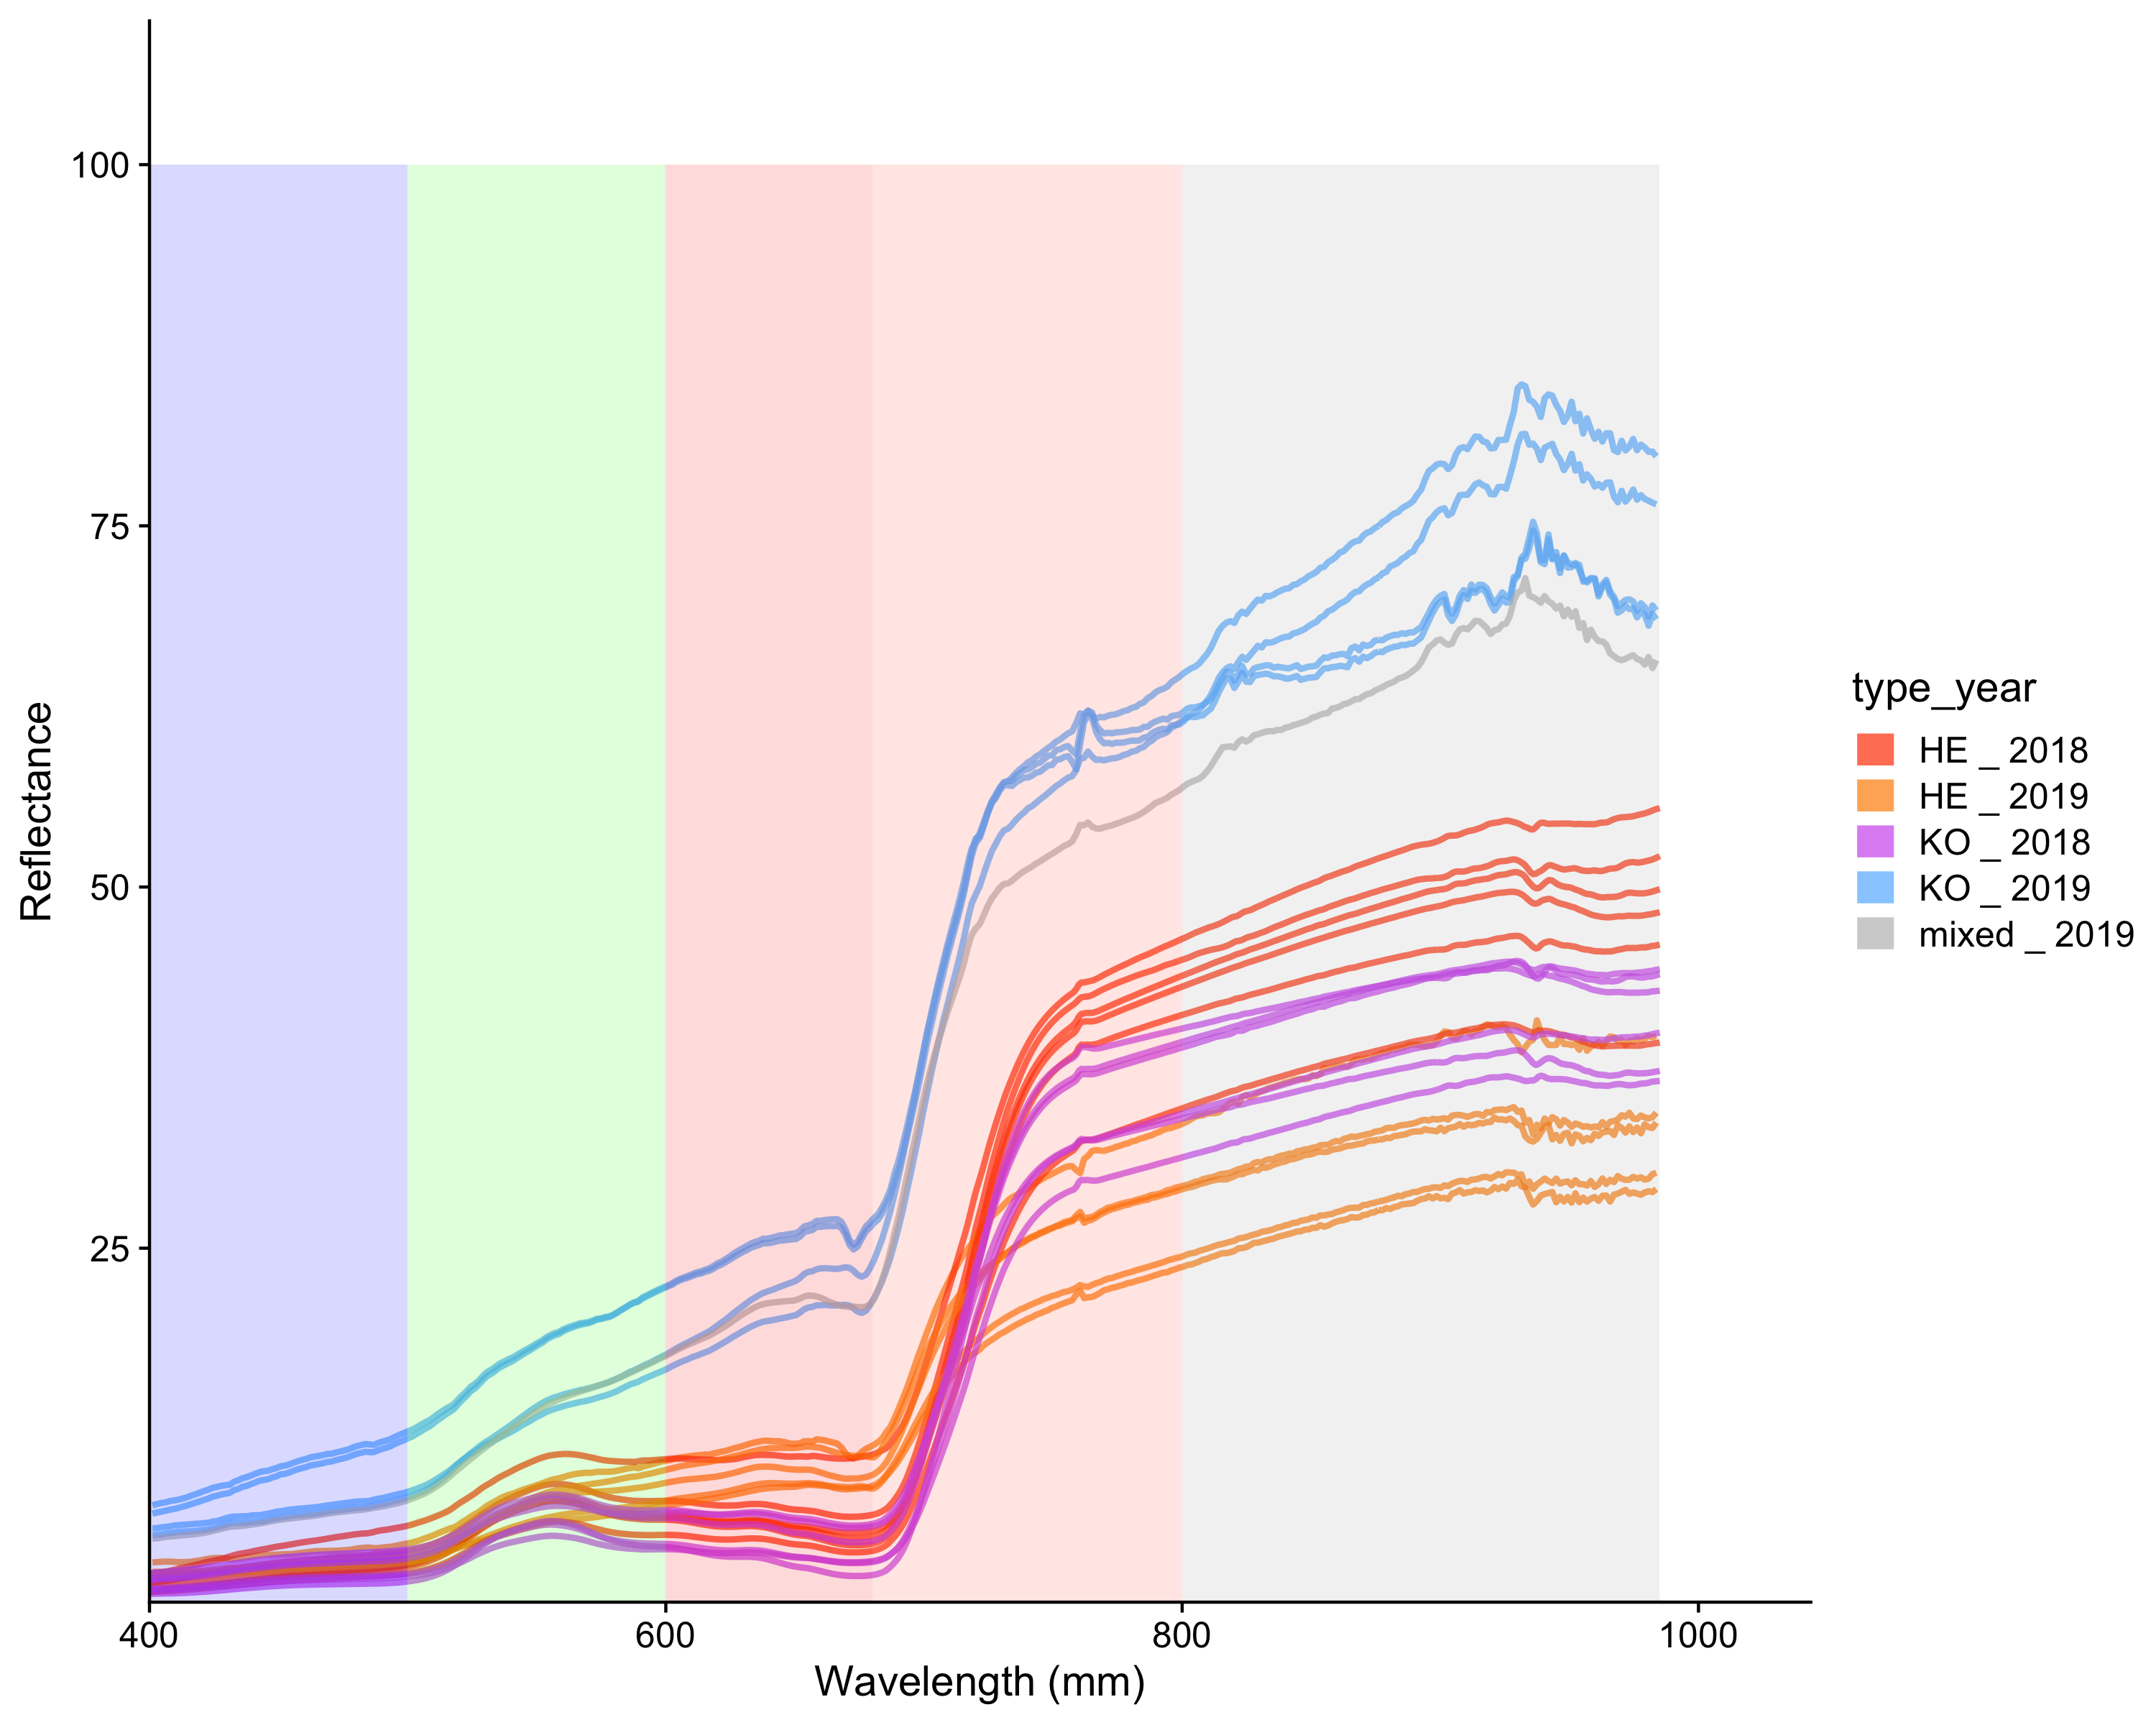 100
75
50
25
Reflectance
400 600 800 1000
Wavelength (mm)
type_year
HE _ 2018
HE _ 2019
KO _ 2018
KO _ 2019
mixed _ 2019